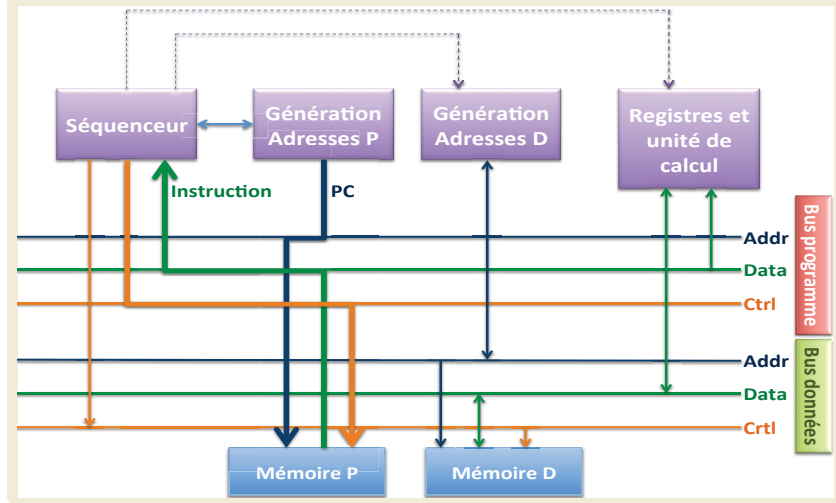 Séquenceur
Génération
Adresses P
Génération
Adresses D
Registres et
unité de
calcul
Instruction
PC
Addr
Data
Ctrl
Bus programme
Addr
Data
Crtl
Bus données
Mémoire P
Mémoire D